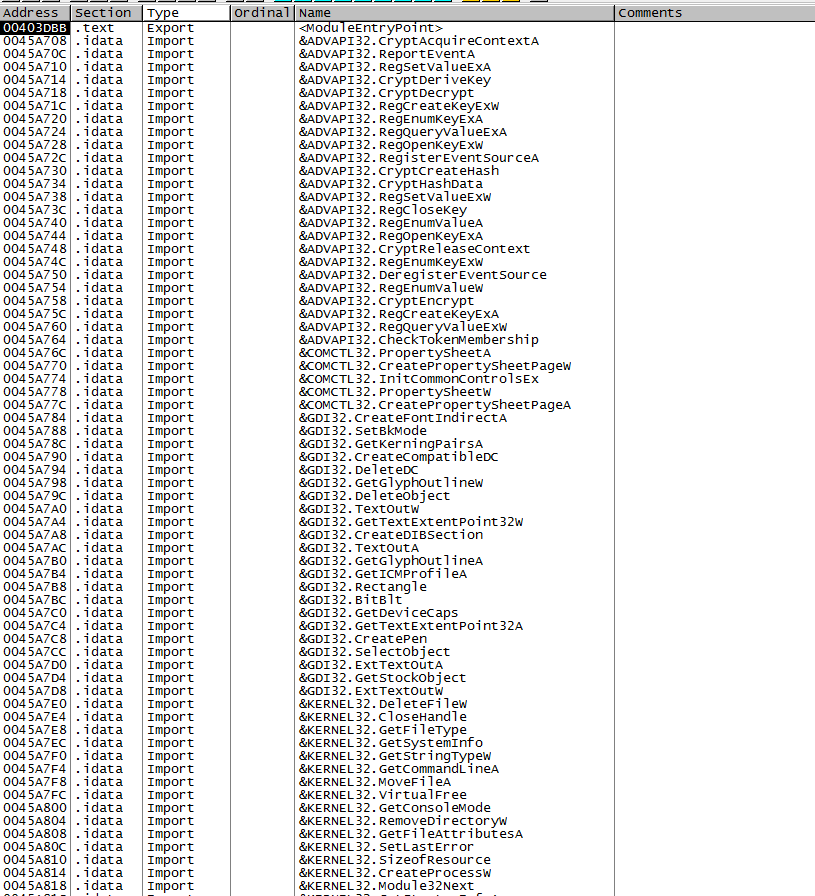 Address Section Type Ordinal Name Comments
00403DBB .text Export <ModuleEntryPoint>
0045A708 .idata Import &ADVAPI32.CryptAcquireContextA
0045A70C .idata Import &ADVAPI32.ReportEventA
0045A710 .idata Import &ADVAPI32.RegSetValueExA
0045A714 .idata Import &ADVAPI32.CryptDeriveKey
0045A718 .idata Import &ADVAPI32.CryptDecrypt
0045A71C .idata Import &ADVAPI32.RegCreateKeyExW
0045A720 .idata Import &ADVAPI32.RegEnumKeyExA
0045A724 .idata Import &ADVAPI32.RegQueryValueExA
0045A728 .idata Import &ADVAPI32.RegOpenKeyExW
0045A72C .idata Import &ADVAPI32.RegisterEventSourceA
0045A730 .idata Import &ADVAPI32.CryptCreateHash
0045A734 .idata Import &ADVAPI32.CryptHashData
0045A738 .idata Import &ADVAPI32.RegSetValueExW
0045A73C .idata Import &ADVAPI32.RegCloseKey
0045A740 .idata Import &ADVAPI32.RegEnumValueA
0045A744 .idata Import &ADVAPI32.RegOpenKeyExA
0045A748 .idata Import &ADVAPI32.CryptReleaseContext
0045A74C .idata Import &ADVAPI32.RegEnumKeyExW
0045A750 .idata Import &ADVAPI32.DeregisterEventSource
0045A754 .idata Import &ADVAPI32.RegEnumValueW
0045A758 .idata Import &ADVAPI32.CryptEncrypt
0045A75C .idata Import &ADVAPI32.RegCreateKeyExA
0045A760 .idata Import &ADVAPI32.RegQueryValueExW
0045A764 .idata Import &ADVAPI32.CheckTokenMembership
0045A76C .idata Import &COMCTL32.PropertySheetA
0045A770 .idata Import &COMCTL32.CreatePropertySheetPageW
0045A774 .idata Import &COMCTL32.InitCommonControlsEx
0045A778 .idata Import &COMCTL32.PropertySheetW
0045A77C .idata Import &COMCTL32.CreatePropertySheetPageA
0045A784 .idata Import &GDI32.CreateFontIndirectA
0045A788 .idata Import &GDI32.SetBkMode
0045A78C .idata Import &GDI32.GetKerningPairsA
0045A790 .idata Import &GDI32.CreateCompatibleDC
0045A794 .idata Import &GDI32.DeleteDC
0045A798 .idata Import &GDI32.GetGlyphOutlineW
0045A79C .idata Import &GDI32.DeleteObject
0045A7A0 .idata Import &GDI32.TextOutW
0045A7A4 .idata Import &GDI32.GetTextExtentPoint32W
0045A7A8 .idata Import &GDI32.CreateDIBSection
0045A7AC .idata Import &GDI32.TextOutA
0045A7B0 .idata Import &GDI32.GetGlyphOutlineA
0045A7B4 .idata Import &GDI32.GetICMProfileA
0045A7B8 .idata Import &GDI32.Rectangle
0045A7BC .idata Import &GDI32.BitBlt
0045A7C0 .idata Import &GDI32.GetDeviceCaps
0045A7C4 .idata Import &GDI32.GetTextExtentPoint32A
0045A7C8 .idata Import &GDI32.CreatePen
0045A7CC .idata Import &GDI32.SelectObject
0045A7D0 .idata Import &GDI32.ExtTextOutA
0045A7D4 .idata Import &GDI32.GetStockObject
0045A7D8 .idata Import &GDI32.ExtTextOutW
0045A7E0 .idata Import &KERNEL32.DeleteFileW
0045A7E4 .idata Import &KERNEL32.CloseHandle
0045A7E8 .idata Import &KERNEL32.GetFileType
0045A7EC .idata Import &KERNEL32.GetSystemInfo
0045A7F0 .idata Import &KERNEL32.GetStringTypeW
0045A7F4 .idata Import &KERNEL32.GetCommandLineA
0045A7F8 .idata Import &KERNEL32.MoveFileA
0045A7FC .idata Import &KERNEL32.VirtualFree
0045A800 .idata Import &KERNEL32.GetConsoleMode
0045A804 .idata Import &KERNEL32.RemoveDirectoryW
0045A808 .idata Import &KERNEL32.GetFileAttributesA
0045A80C .idata Import &KERNEL32.SetLastError
0045A810 .idata Import &KERNEL32.SizeofResource
0045A814 .idata Import &KERNEL32.CreateProcessW
0045A818 .idata Import &KERNEL32.Module32Next